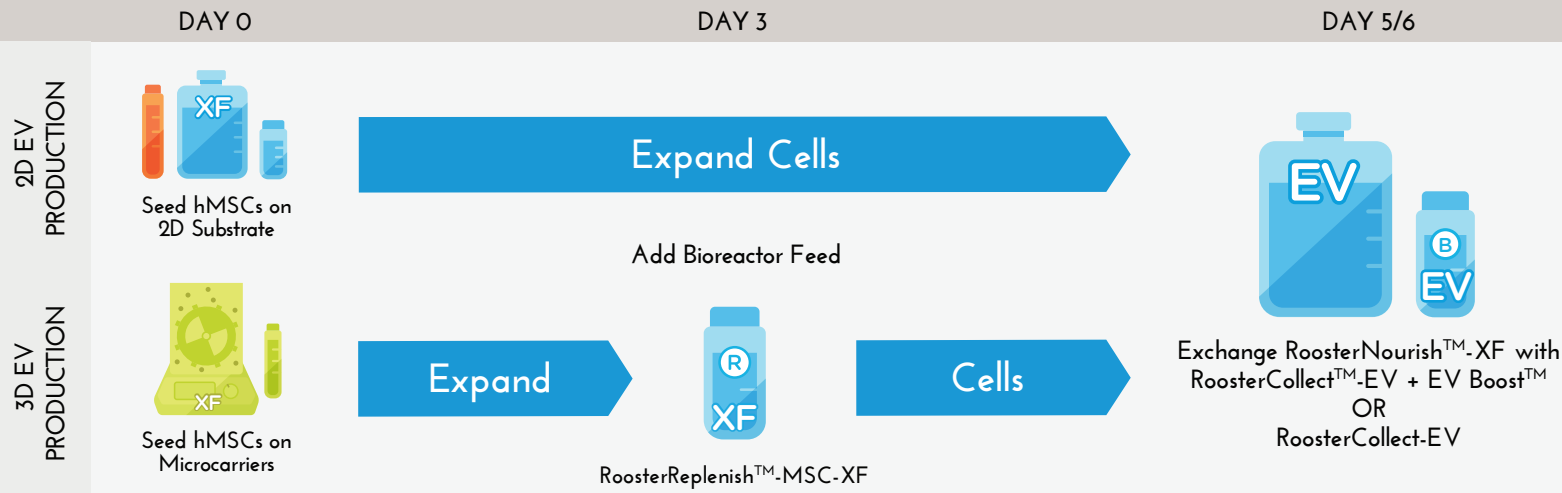 DAY 0
DAY 3
DAY 5/6
2D EV
PRODUCTION
XF
Seed hMSCs on
2D Substrate
Expand Cells
Add Bioreactor Feed
3D EV
PRODUCTION
XF
Seed hMSCs on
Microcarriers
Expand
R
XF
RoosterReplenish™-MSC-XF
Cells
EV
B
EV
Exchange RoosterNourish™-XF with
RoosterCollect™-EV + EV Boost™
OR
RoosterCollect-EV